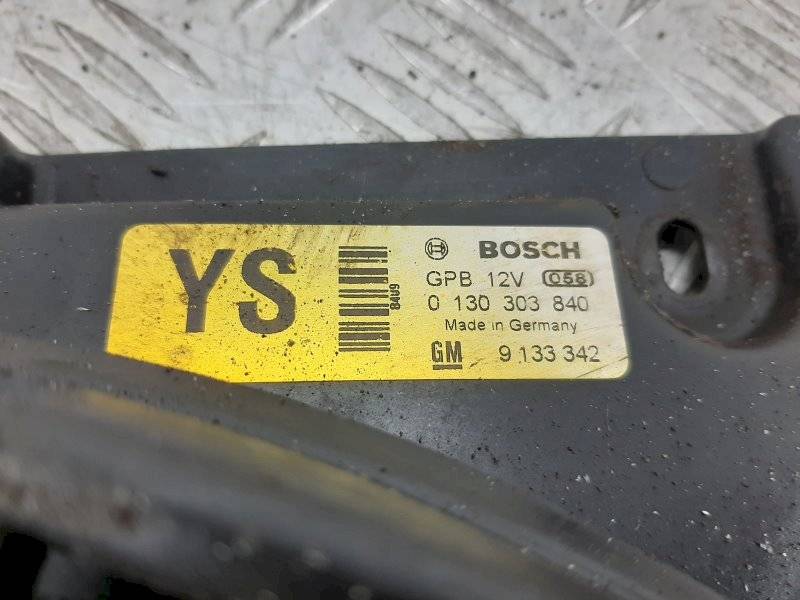 YS
8409
BOSCH
GPB 12V 058
0 130 303 840
Made in Germany
GM 9 133 342